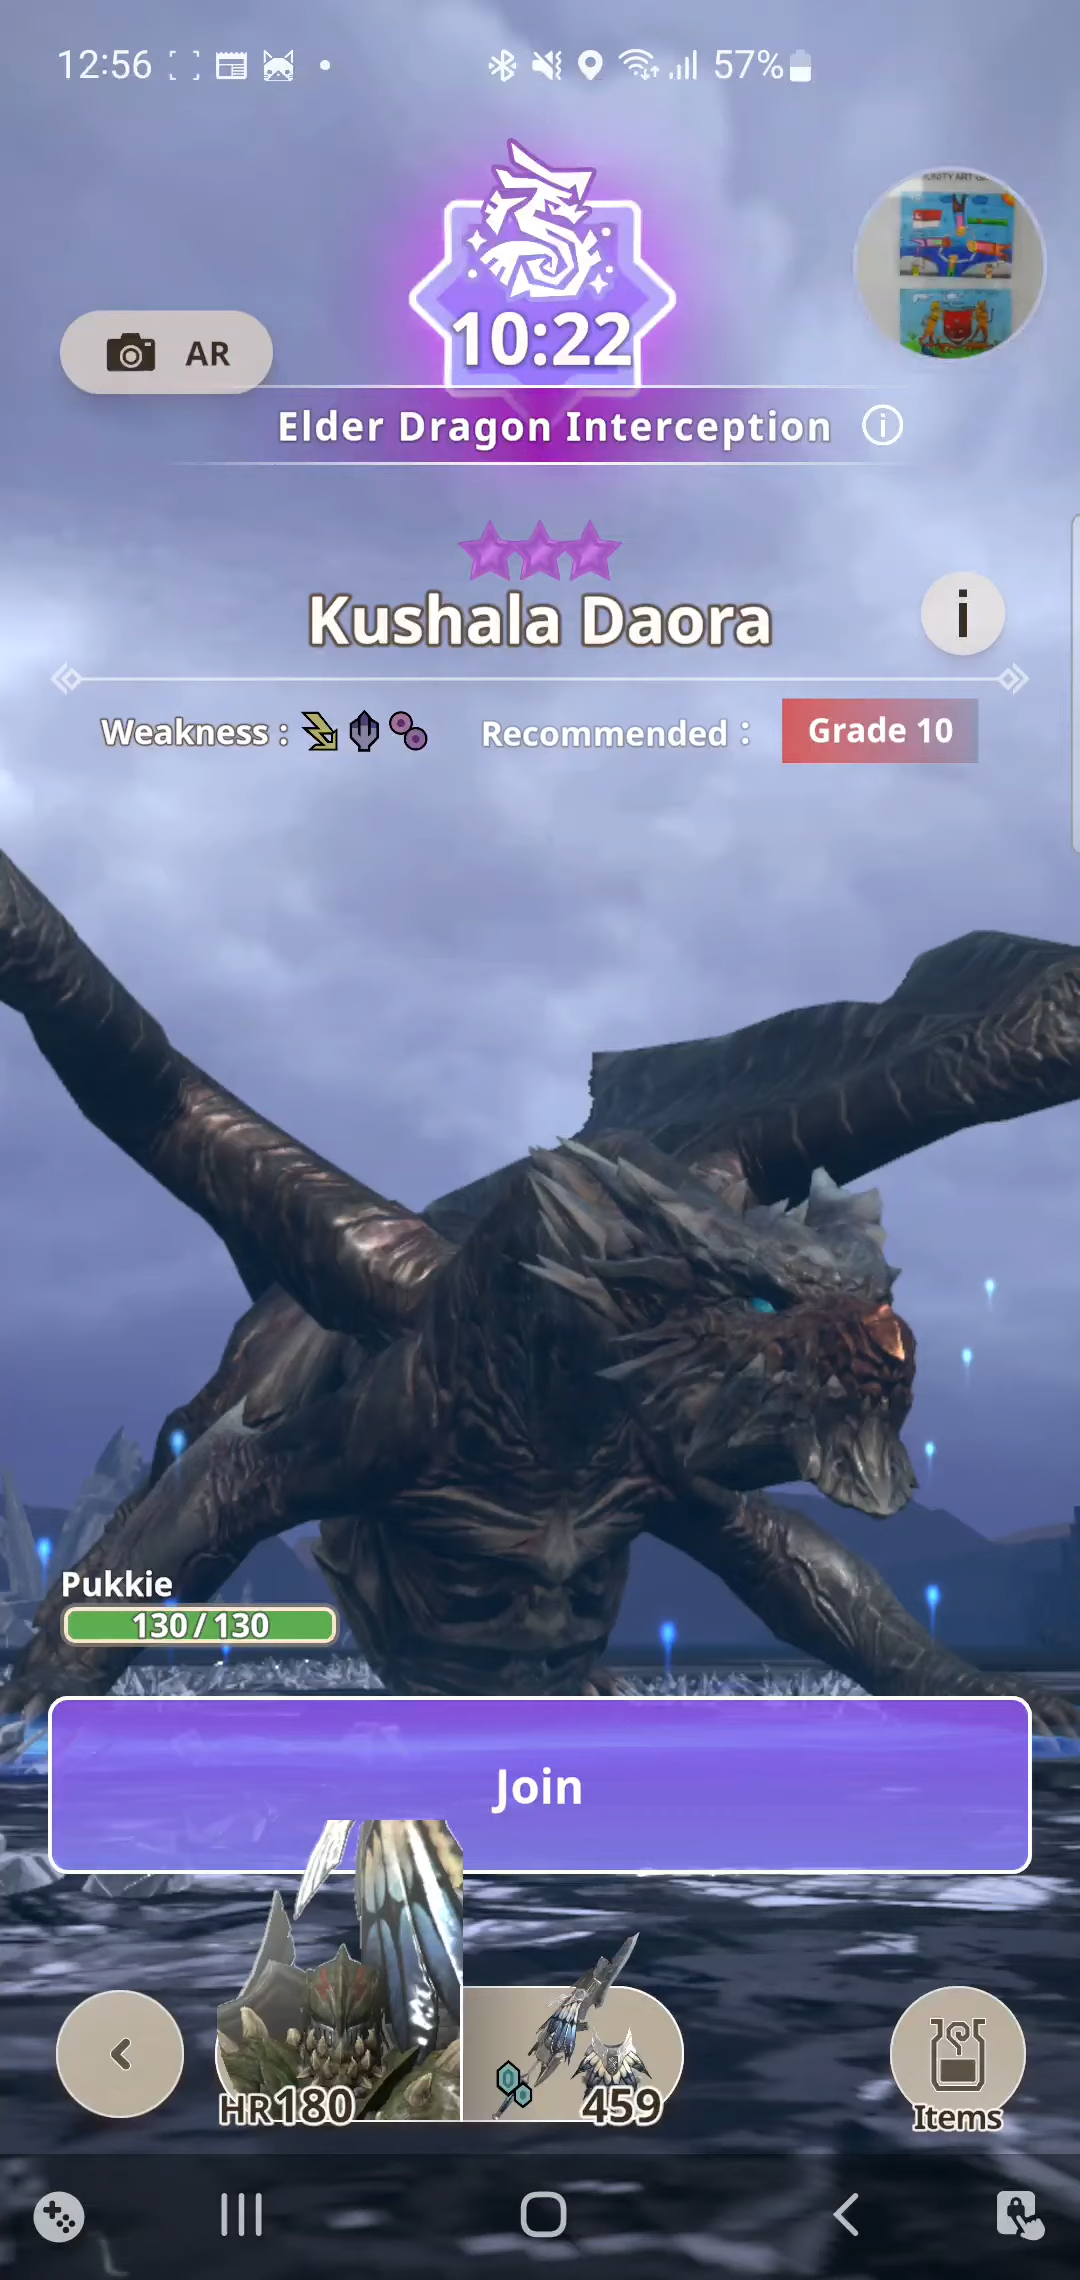 12:56
57%
10:22
AR
Elder Dragon Interception
Kushala Daora
Weakness :
Recommended :
Grade 10
Pukkie
130/130
Join
HR180
459
Items